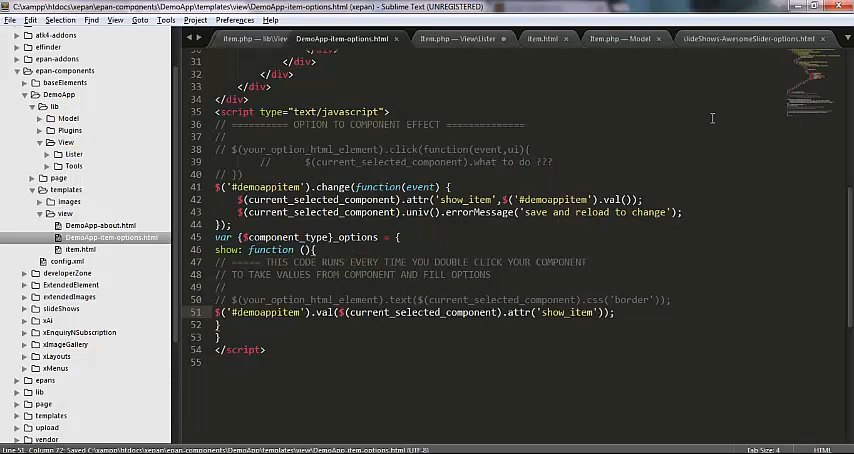 C:\xampp\htdocs\xepan\epan-components\DemoApp\templates\view\DemoApp-item-options.html (xepan) - Sublime Text (UNREGISTERED)
File Edit Selection Find View Goto Tools Project Preferences Help
item.php — lib\View DemoApp-item-options.html × Item.php — View\Lister item.html × Item.php — Model × slideShows-AwesomeSlider-options.html ×
atk4-addons
elfinder
epan-addons
epan-components
baseElements
DemoApp
lib
Model
Plugins
View
Lister
Tools
page
templates
images
view
DemoApp-about.html
DemoApp-item-options.html
item.html
config.xml
developerZone
ExtendedElement
extendedImages
slideShows
xAi
xEnquiryNSubscription
xImageGallery
xLayouts
xMenus
epans
lib
page
templates
upload
vendor
30 </div>
31 </div>
32 </div>
33 </div>
34 </div>
35 <script type="text/javascript">
36 // ========== OPTION TO COMPONENT EFFECT ==============
37 //
38 // $(your_option_html_element).click(function(event,ui){
39 // $(current_selected_component).what to do ???
40 // })
41 $('#demoappitem').change(function(event) {
42 $(current_selected_component).attr('show_item',$('#demoappitem').val());
43 $(current_selected_component).univ().errorMessage('save and reload to change');
44 });
45 var {$component_type}_options = {
46 show: function (){
47 // ===== THIS CODE RUNS EVERY TIME YOU DOUBLE CLICK YOUR COMPONENT
48 // TO TAKE VALUES FROM COMPONENT AND FILL OPTIONS
49 //
50 // $(your_option_html_element).text($(current_selected_component).css('border'));
51 $('#demoappitem').val($(current_selected_component).attr('show_item'));
52 }
53 }
54 </script>
55
Line 51, Column 72; Saved C:\xampp\htdocs\xepan\epan-components\DemoApp\templates\view\DemoApp-item-options.html (UTF-8) Tab Size: 4 HTML